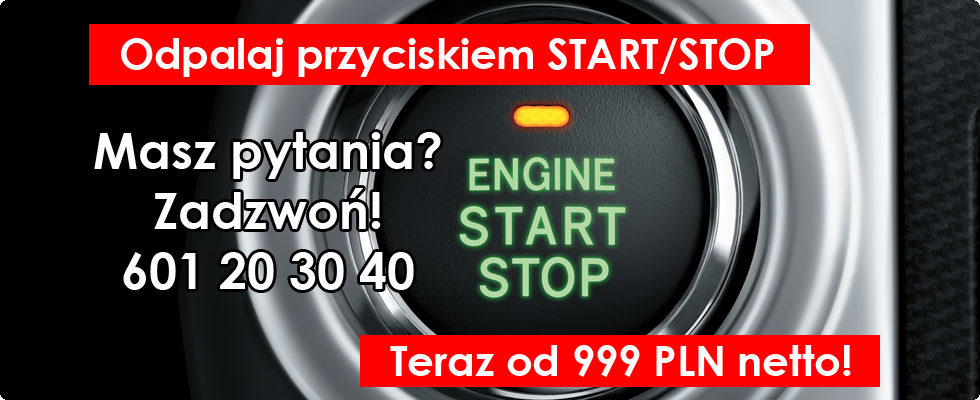 Odpalaj przyciskiem START/STOP
Masz pytania?
Zadzwoń!
601 20 30 40
ENGINE
START
STOP
Teraz od 999 PLN netto!